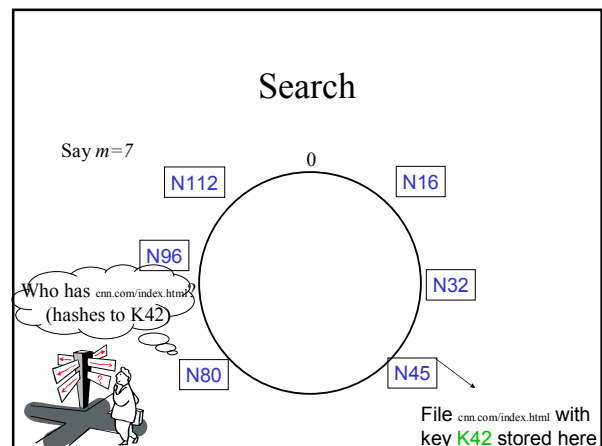 Search
Say m=7
0
N112
N16
N96
Who has cnn.com/index.html?
(hashes to K42)
N32
N80
N45
File cnn.com/index.html with
key K42 stored here